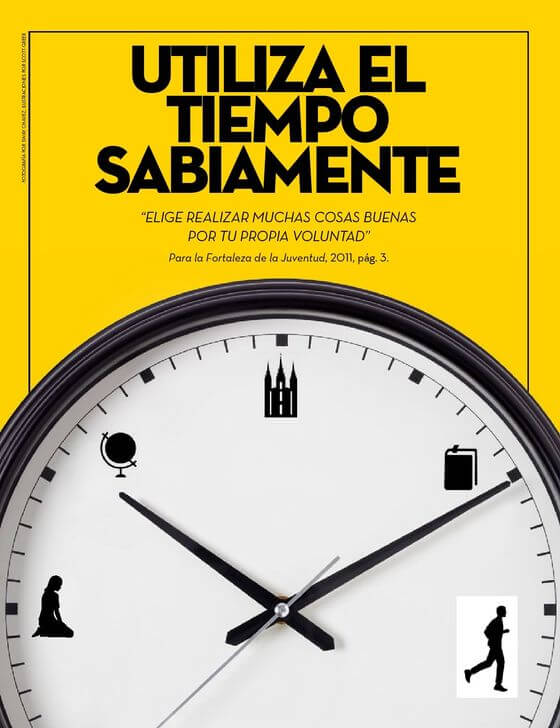 UTILIZA EL
TIEMPO
SABIAMENTE
“ELIGE REALIZAR MUCHAS COSAS BUENAS
POR TU PROPIA VOLUNTAD”
Para la Fortaleza de la Juventud, 2011, pág. 3.